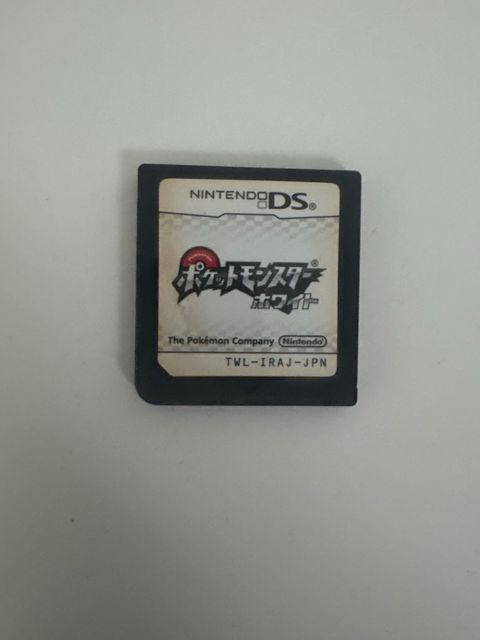 NINTENDO DS®
POKÉMON
ポケットモンスター®
ホワイト
The Pokémon Company Nintendo®
TWL-IRAJ-JPN